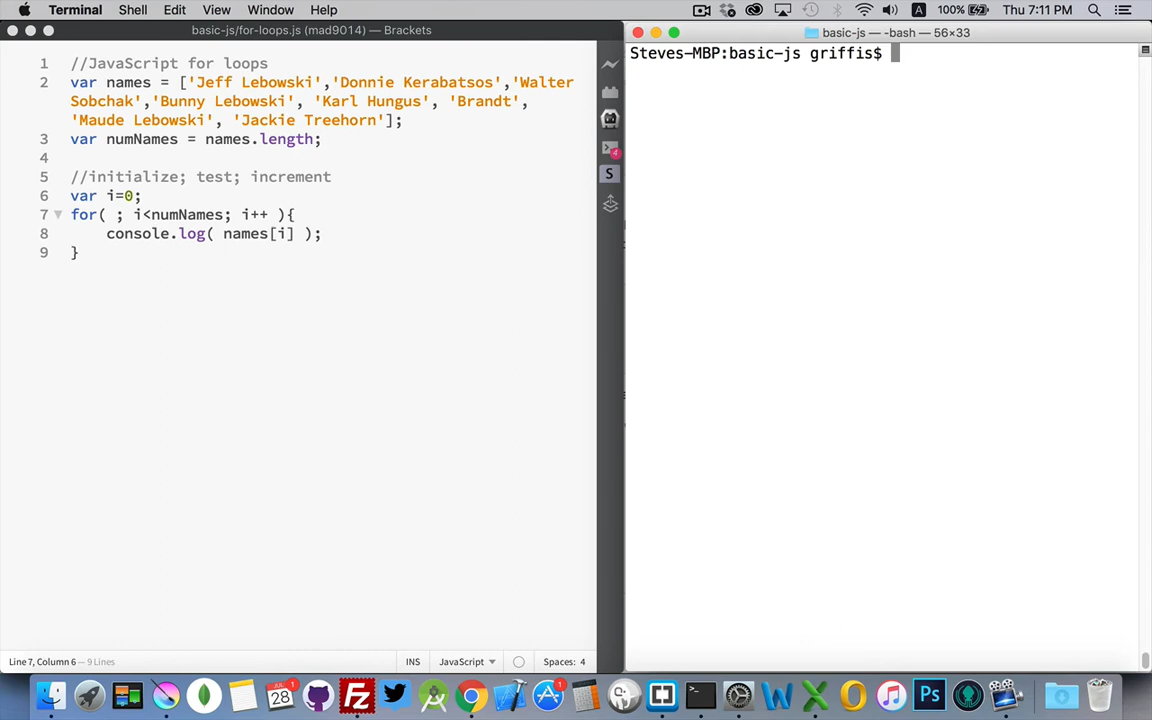 Terminal Shell Edit View Window Help
100% Thu 7:11 PM
basic-js/for-loops.js (mad9014) — Brackets
basic-js — -bash — 56×33
1 //JavaScript for loops
2 var names = ['Jeff Lebowski','Donnie Kerabatsos','Walter
Sobchak','Bunny Lebowski', 'Karl Hungus', 'Brandt',
'Maude Lebowski', 'Jackie Treehorn'];
3 var numNames = names.length;
4
5 //initialize; test; increment
6 var i=0;
7 for( ; i<numNames; i++ ){
8 console.log( names[i] );
9 }
Steves-MBP:basic-js griffis$
Line 7, Column 6 — 9 Lines
INS JavaScript Spaces: 4